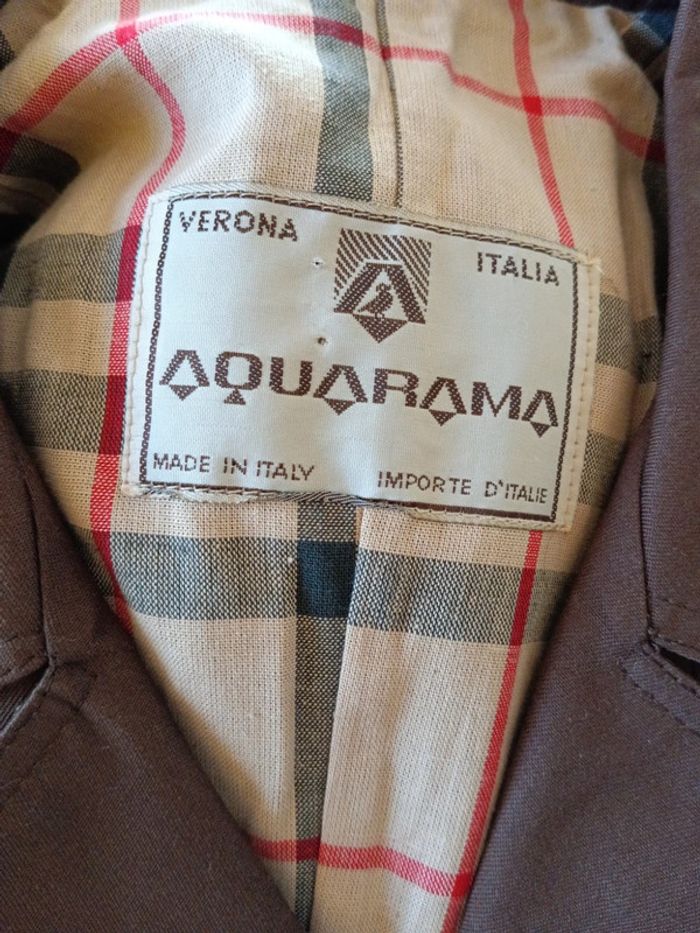 VERONA
ITALIA
AQUARAMA
MADE IN ITALY
IMPORTE D'ITALIE